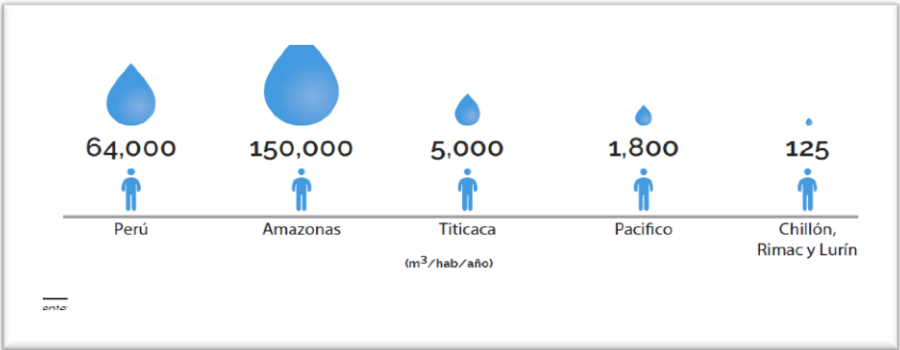 64,000 150,000 5,000 1,800 125
Perú Amazonas Titicaca Pacifico Chillón,
Rimac y Lurín
(m³/hab/año)